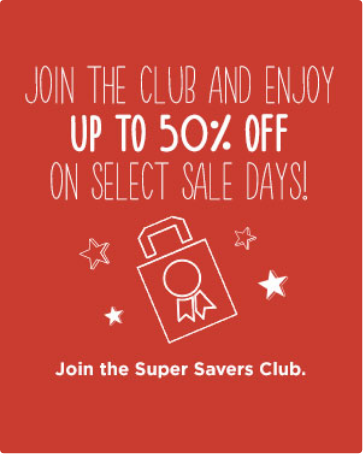 JOIN THE CLUB AND ENJOY
UP TO 50% OFF
ON SELECT SALE DAYS!
Join the Super Savers Club.